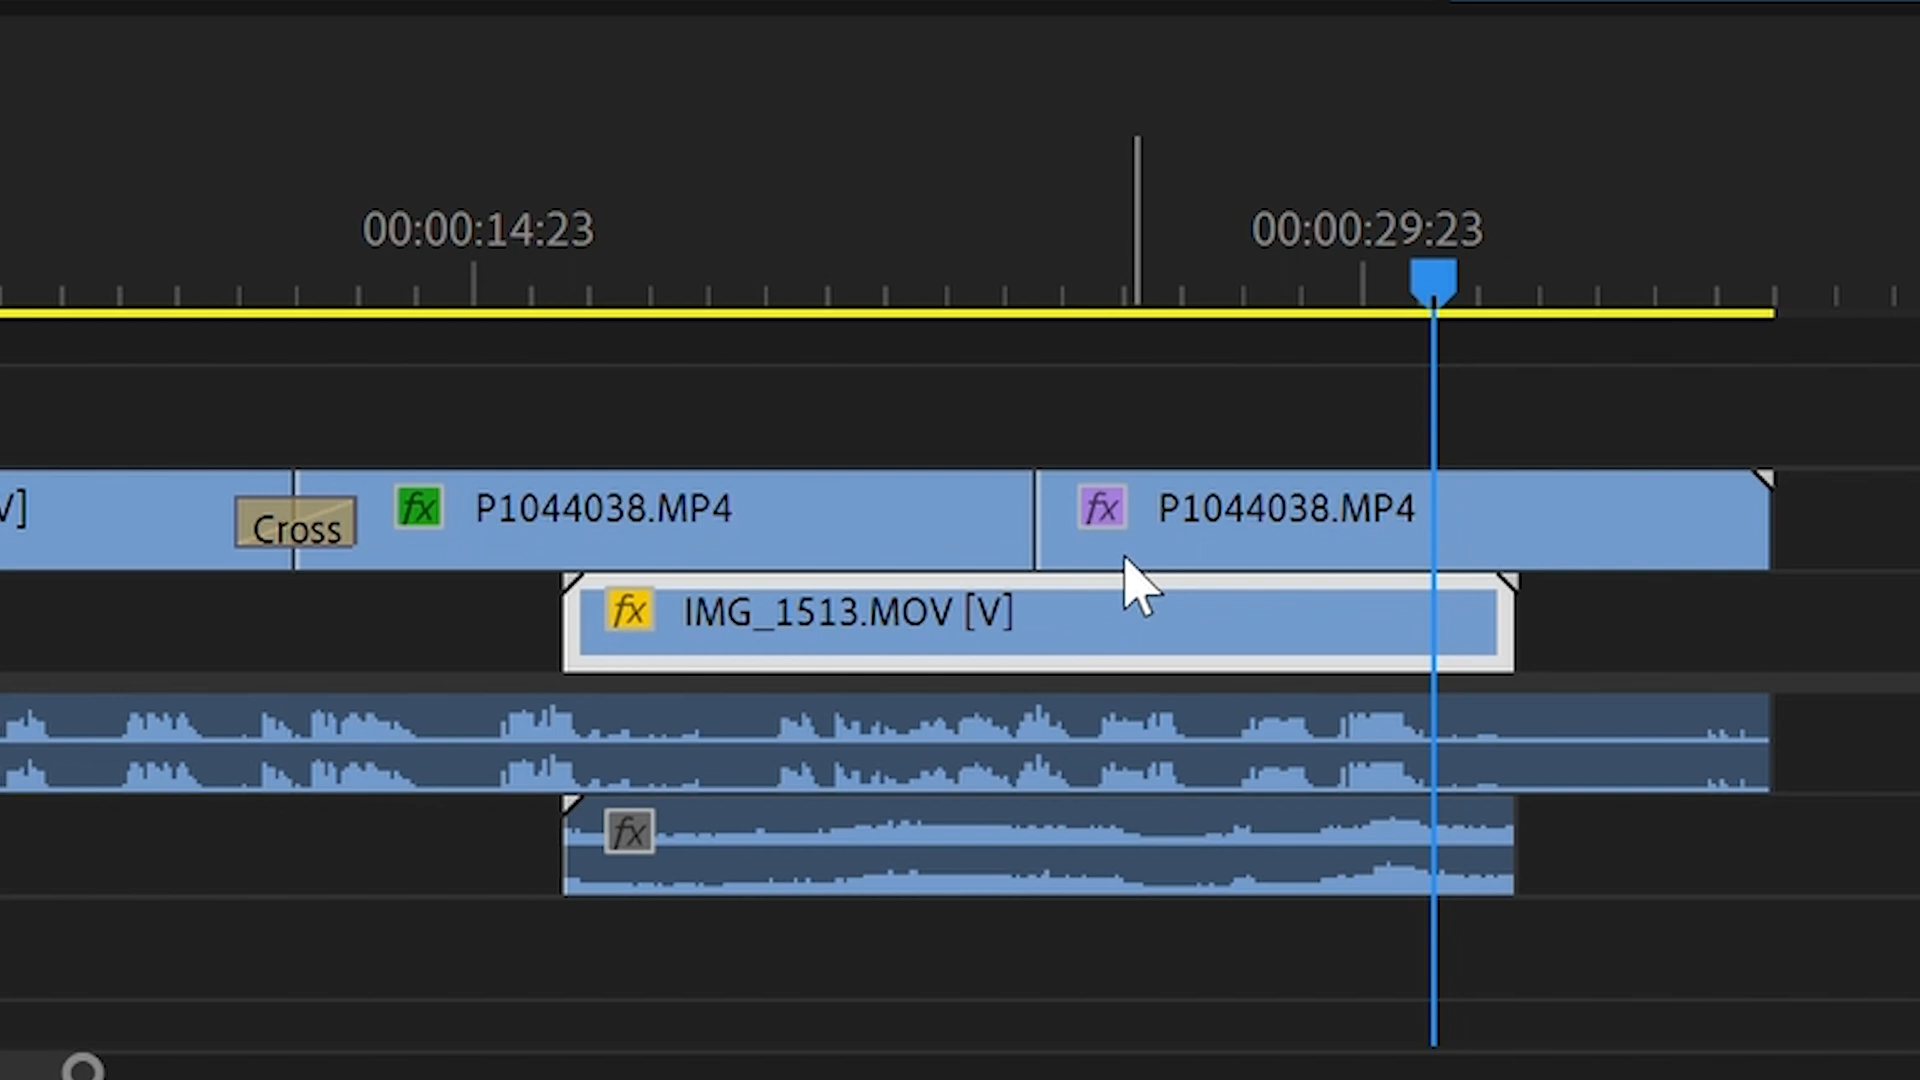 00:00:14:23
00:00:29:23
V]
Cross
fx P1044038.MP4
fx P1044038.MP4
fx IMG_1513.MOV [V]
fx